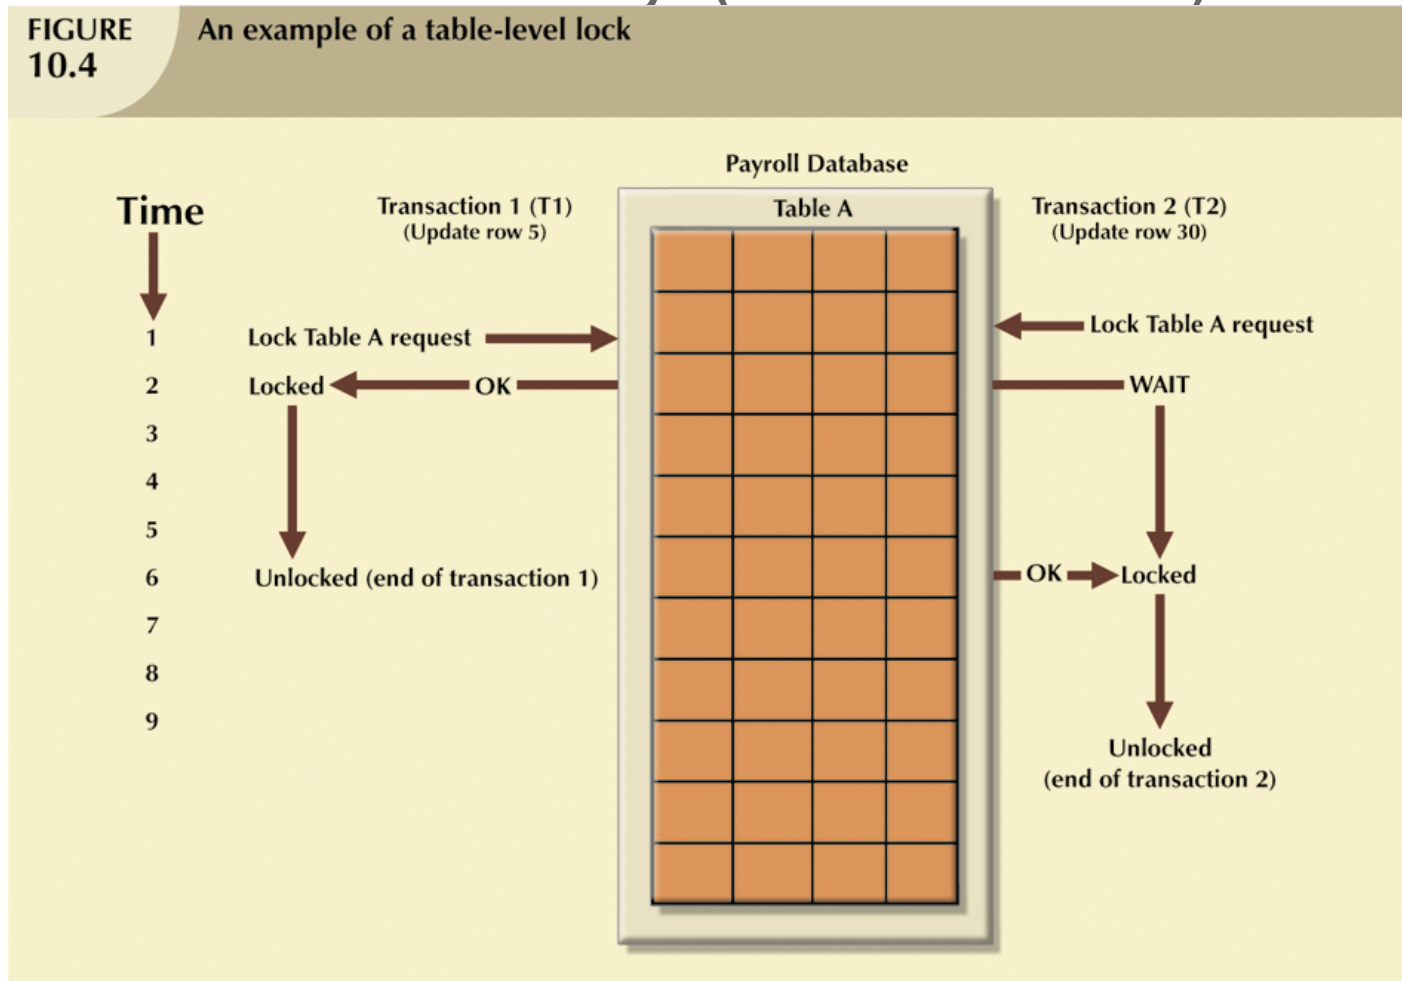 FIGURE
10.4
An example of a table-level lock
Payroll Database
Time
Transaction 1 (T1)
(Update row 5)
Table A
Transaction 2 (T2)
(Update row 30)
1
Lock Table A request
Lock Table A request
2
Locked
OK
WAIT
3
4
5
6
Unlocked (end of transaction 1)
OK
Locked
7
8
9
Unlocked
(end of transaction 2)